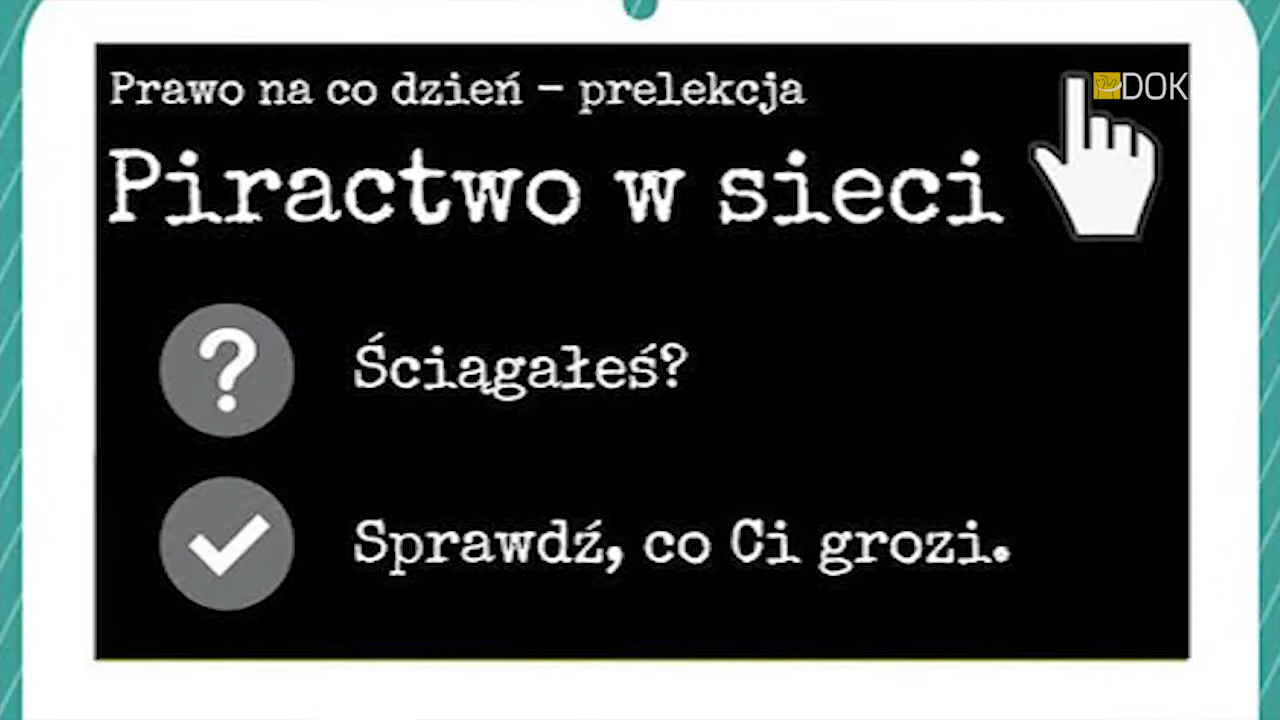 Prawo na co dzień - prelekcja
DOK
Piractwo w sieci
Ściągałeś?
Sprawdź, co Ci grozi.